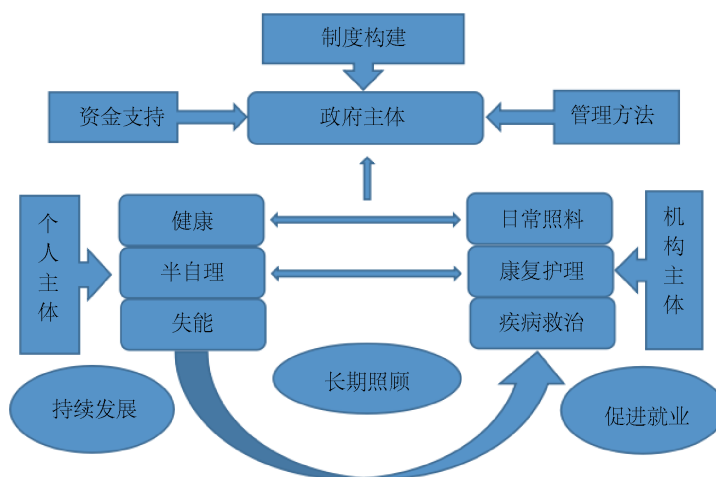 制度构建
资金支持
政府主体
管理方法
个人主体
健康
日常照料
机构主体
半自理
康复护理
失能
疾病救治
长期照顾
持续发展
促进就业